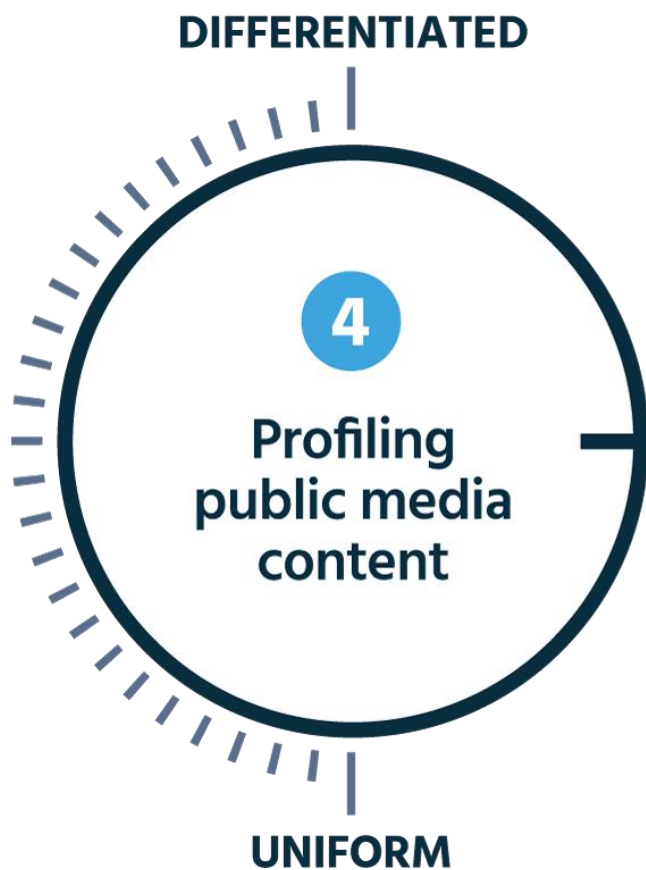 DIFFERENTIATED
4
Profiling
public media
content
UNIFORM